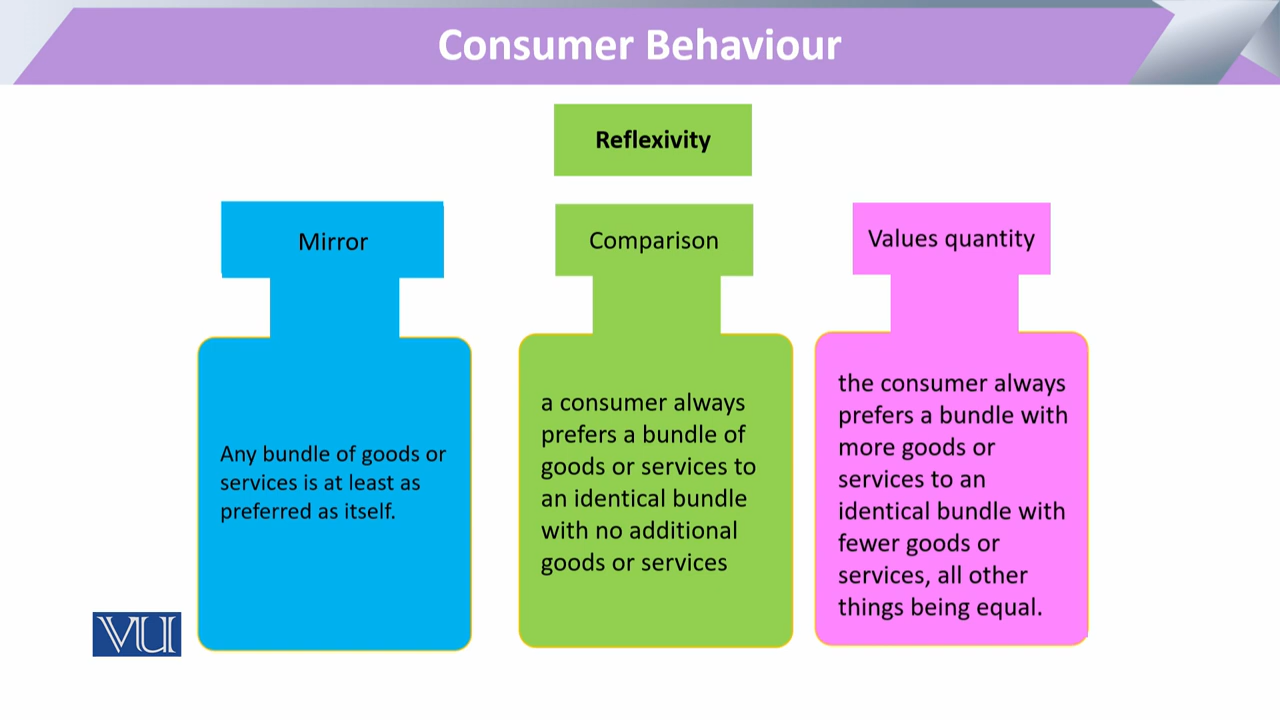 Consumer Behaviour
Reflexivity
Mirror
Any bundle of goods or
services is at least as
preferred as itself.
Comparison
a consumer always
prefers a bundle of
goods or services to
an identical bundle
with no additional
goods or services
Values quantity
the consumer always
prefers a bundle with
more goods or
services to an
identical bundle with
fewer goods or
services, all other
things being equal.
VU